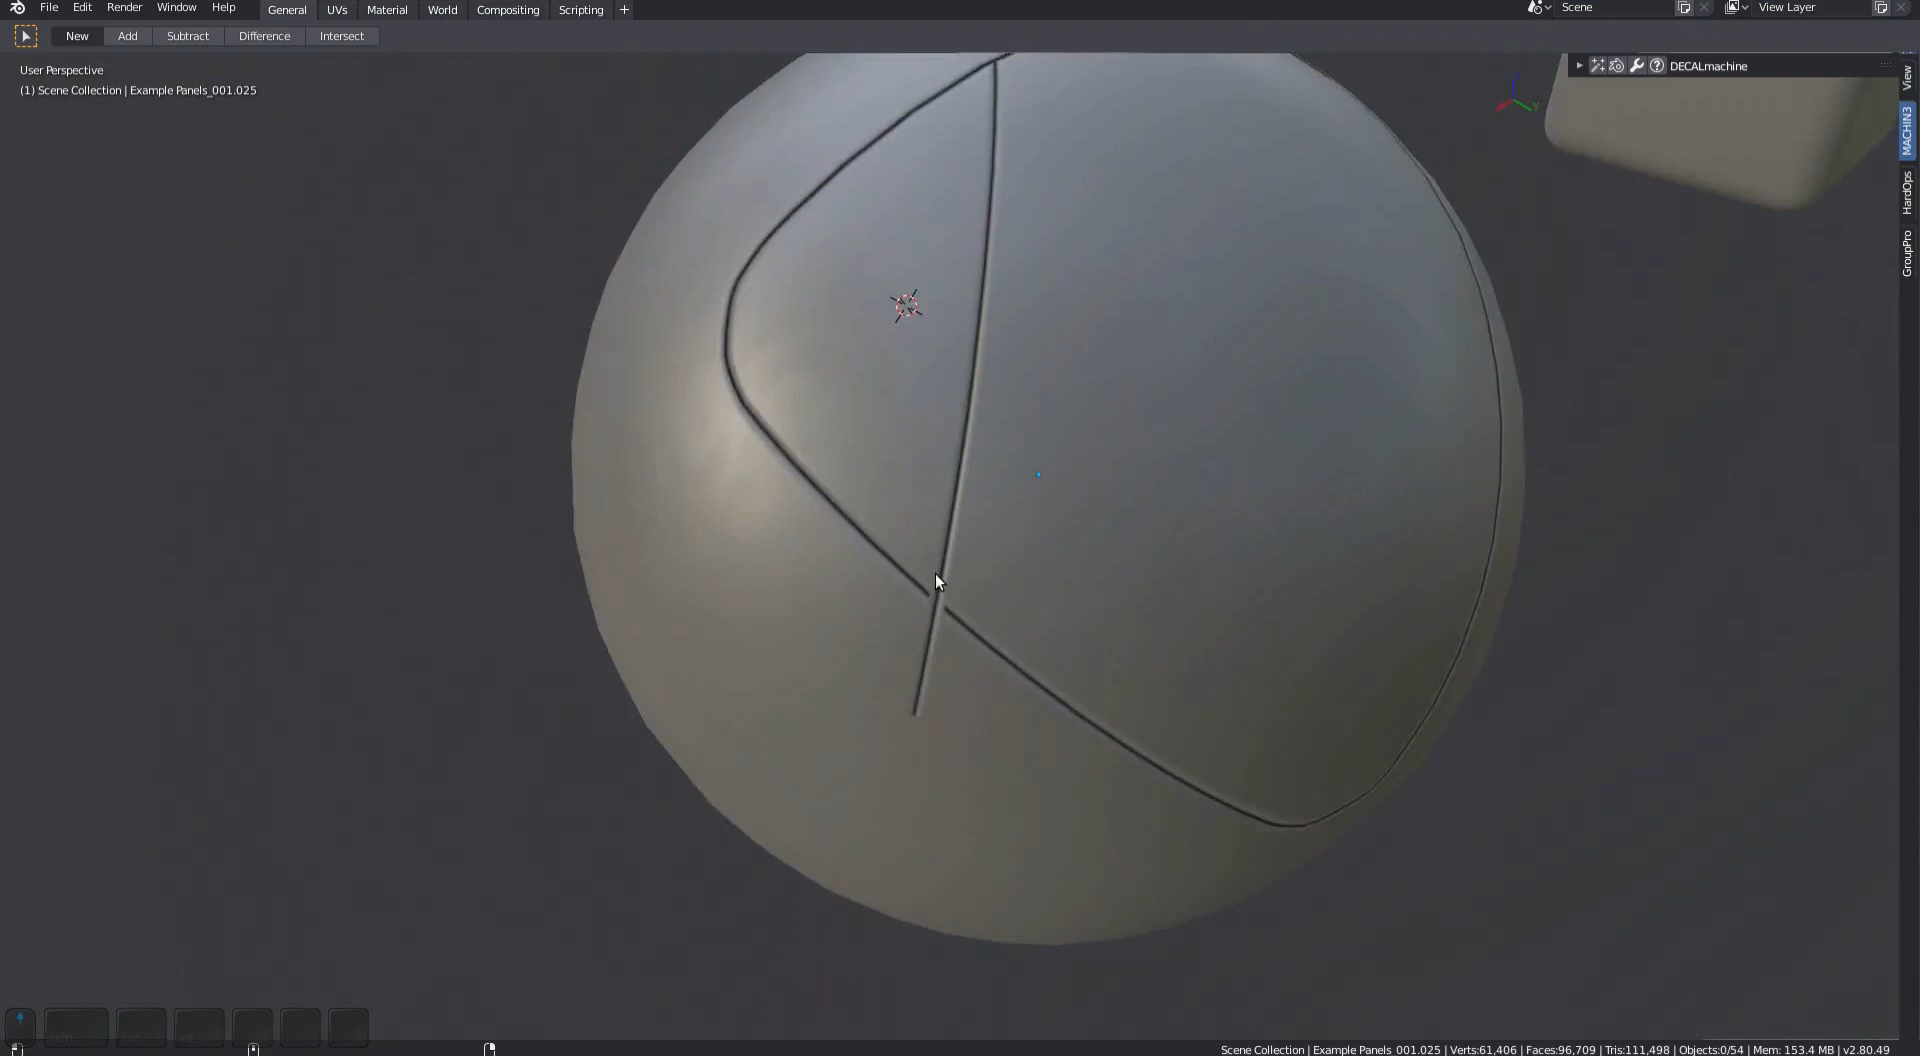 File Edit Render Window Help General UVs Material World Compositing Scripting + Scene View Layer
New Add Subtract Difference Intersect
User Perspective
(1) Scene Collection | Example Panels_001.025
DECALmachine
y
View
MACHIN3
HardOps
GroupPro
Scene Collection | Example Panels_001.025 | Verts:61,406 | Faces:96,709 | Tris:111,498 | Objects:0/54 | Mem: 153.4 MB | v2.80.49